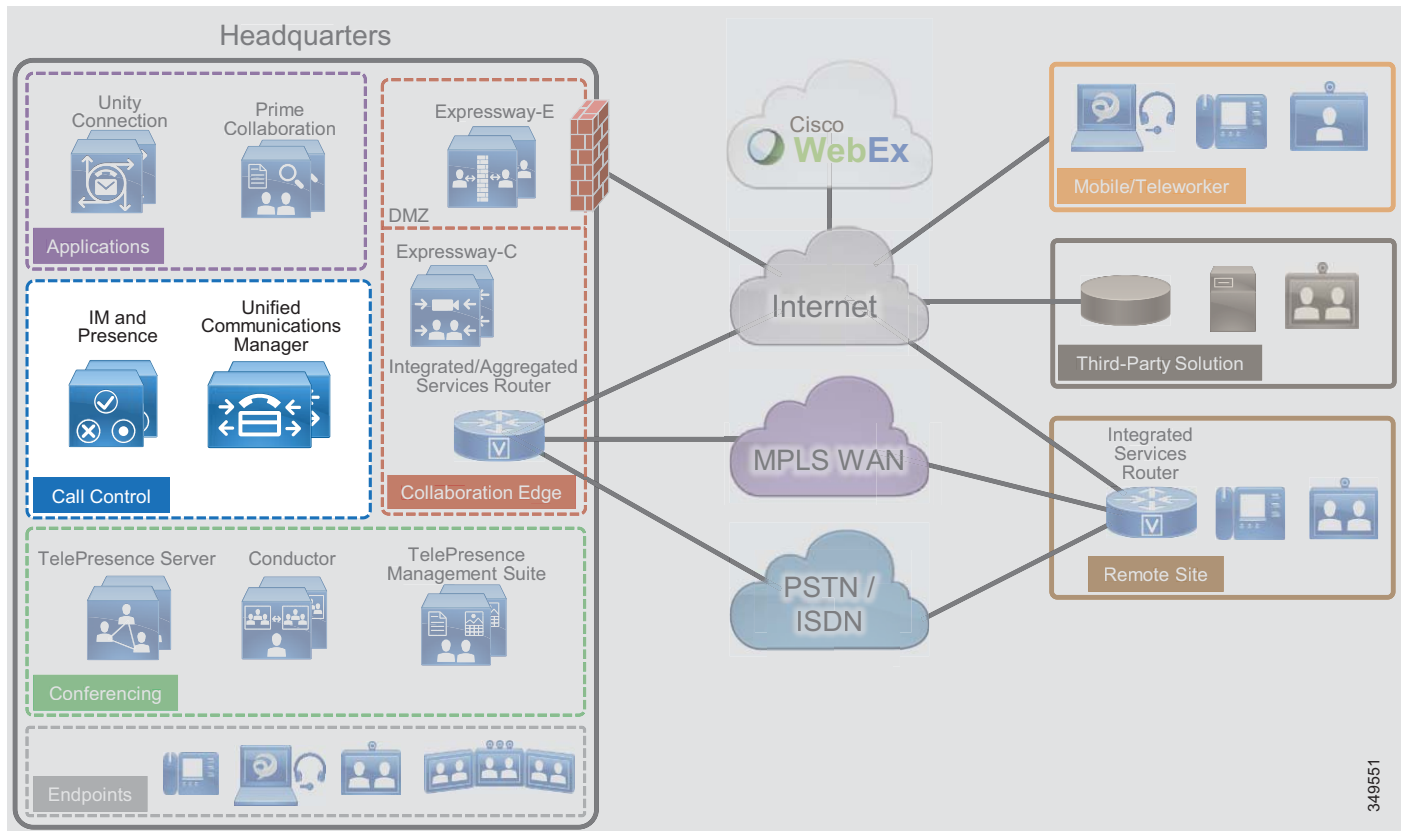 Headquarters
Unity
Connection
Prime
Collaboration
Applications
Expressway-E
DMZ
Expressway-C
Integrated/Aggregated
Services Router
V
Collaboration Edge
IM and
Presence
Unified
Communications
Manager
Call Control
TelePresence Server
Conductor
TelePresence
Management Suite
Conferencing
Endpoints
Cisco
WebEx
Internet
MPLS WAN
PSTN /
ISDN
Mobile/Teleworker
Third-Party Solution
Integrated
Services
Router
V
Remote Site
349551